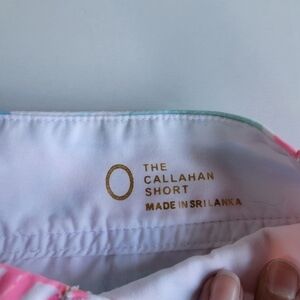 0
THE
CALLAHAN
SHORT
MADE IN SRI LANKA